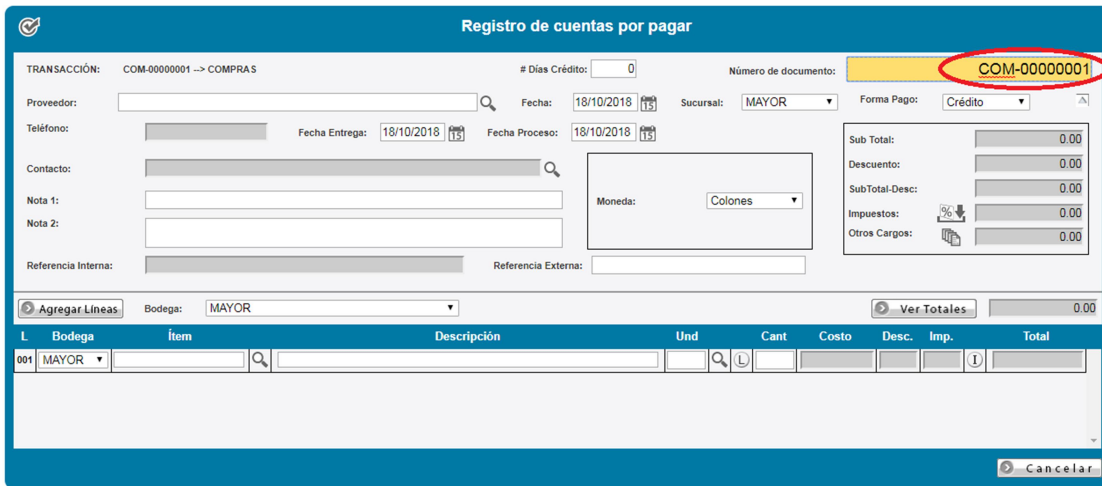 Registro de cuentas por pagar
TRANSACCIÓN: COM-00000001 --> COMPRAS # Días Crédito: 0 Número de documento: COM-00000001
Proveedor: Fecha: 18/10/2018 15 Sucursal: MAYOR Forma Pago: Crédito
Teléfono: Fecha Entrega: 18/10/2018 15 Fecha Proceso: 18/10/2018 15
Sub Total: 0.00
Contacto: Descuento: 0.00
SubTotal-Desc: 0.00
Nota 1: Moneda: Colones
Impuestos: % 0.00
Nota 2: Otros Cargos: 0.00
Referencia Interna: Referencia Externa:
Agregar Líneas Bodega: MAYOR Ver Totales 0.00
L Bodega Ítem Descripción Und Cant Costo Desc. Imp. Total
001 MAYOR L I
Cancelar